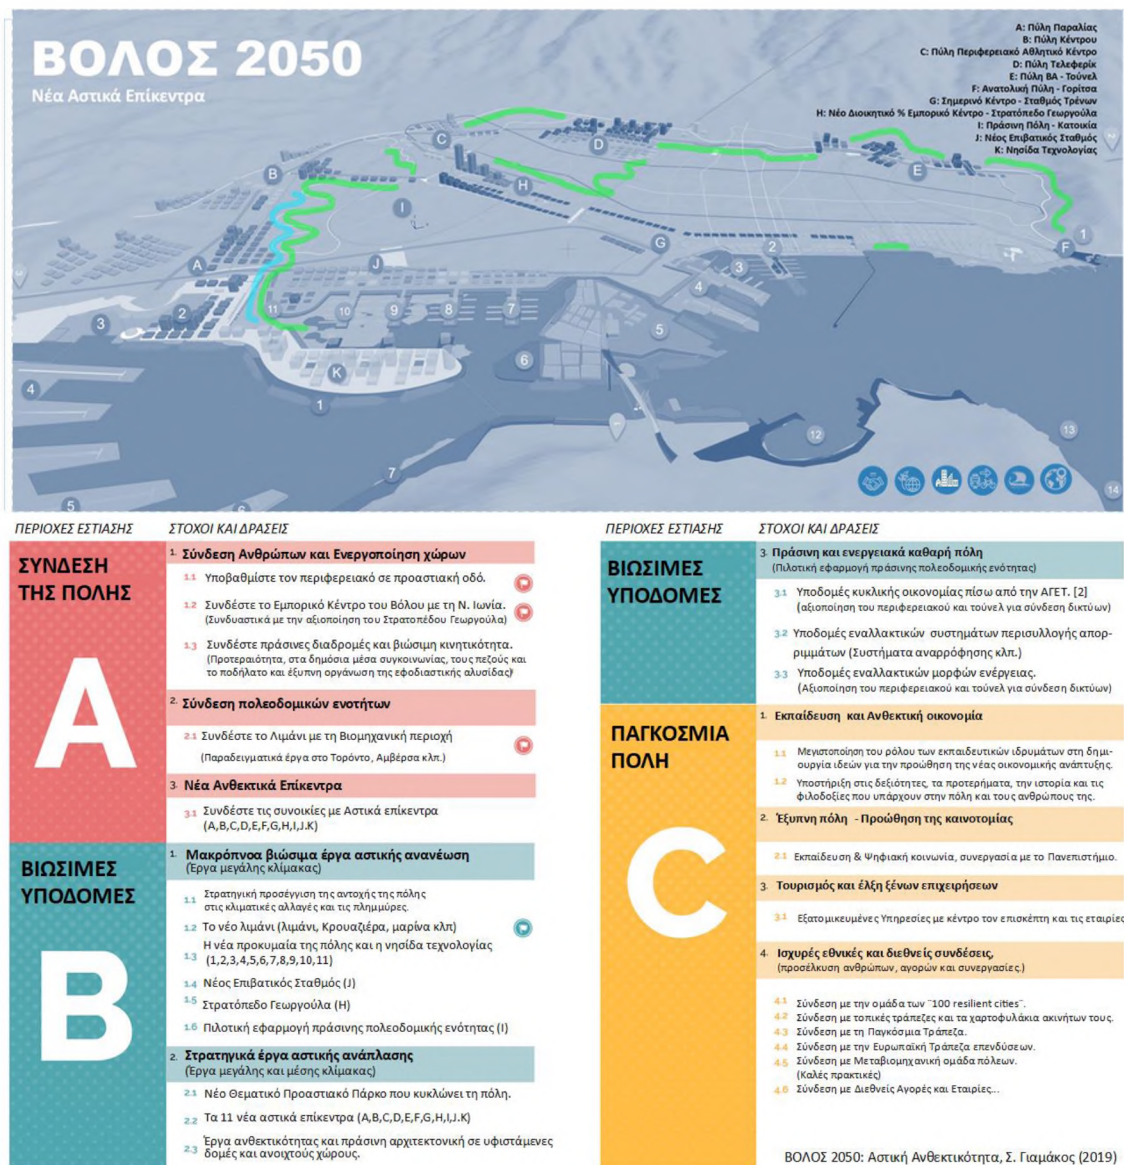 ΒΟΛΟΣ 2050
Νέα Αστικά Επίκεντρα
A: Πύλη Παραλίας
B: Πύλη Κέντρου
C: Πύλη Περιφερειακό Αθλητικό Κέντρο
D: Πύλη Τελεφερίκ
E: Πύλη ΒΑ - Τούνελ
F: Ανατολική Πύλη - Γορίτσα
G: Σημερινό Κέντρο - Σταθμός Τρένων
H: Νέο Διοικητικό % Εμπορικό Κέντρο - Στρατόπεδο Γεωργούλα
I: Πράσινη Πόλη - Κατοικία
J: Νέος Επιβατικός Σταθμός
K: Νησίδα Τεχνολογίας
C
D
B
E
H
I
G
2
1
F
A
J
3
4
2
3
11
10
9
8
7
5
6
K
4
1
12
13
7
5
6
14
ΠΕΡΙΟΧΕΣ ΕΣΤΙΑΣΗΣ
ΣΤΟΧΟΙ ΚΑΙ ΔΡΑΣΕΙΣ
ΣΥΝΔΕΣΗ
ΤΗΣ ΠΟΛΗΣ
A
1. Σύνδεση Ανθρώπων και Ενεργοποίηση χώρων
1.1 Υποβαθμίστε τον περιφερειακό σε προαστιακή οδό.
1.2 Συνδέστε το Εμπορικό Κέντρο του Βόλου με τη Ν. Ιωνία.
(Συνδυαστικά με την αξιοποίηση του Στρατοπέδου Γεωργούλα)
1.3 Συνδέστε πράσινες διαδρομές και βιώσιμη κινητικότητα.
(Προτεραιότητα, στα δημόσια μέσα συγκοινωνίας, τους πεζούς και
το ποδήλατο και έξυπνη οργάνωση της εφοδιαστικής αλυσίδας)
2. Σύνδεση πολεοδομικών ενοτήτων
2.1 Συνδέστε το Λιμάνι με τη Βιομηχανική περιοχή
(Παραδειγματικά έργα στο Τορόντο, Αμβέρσα κλπ.)
3. Νέα Ανθεκτικά Επίκεντρα
3.1 Συνδέστε τις συνοικίες με Αστικά επίκεντρα
(A,B,C,D,E,F,G,H,I,J.K)
ΒΙΩΣΙΜΕΣ
ΥΠΟΔΟΜΕΣ
B
1. Μακρόπνοα βιώσιμα έργα αστικής ανανέωση
(Έργα μεγάλης κλίμακας)
1.1 Στρατηγική προσέγγιση της αντοχής της πόλης
στις κλιματικές αλλαγές και τις πλημμύρες.
1.2 Το νέο λιμάνι (λιμάνι, Κρουαζιέρα, μαρίνα κλπ)
1.3 Η νέα προκυμαία της πόλης και η νησίδα τεχνολογίας
(1,2,3,4,5,6,7,8,9,10,11)
1.4 Νέος Επιβατικός Σταθμός (J)
1.5 Στρατόπεδο Γεωργούλα (H)
1.6 Πιλοτική εφαρμογή πράσινης πολεοδομικής ενότητας (I)
2. Στρατηγικά έργα αστικής ανάπλασης
(Έργα μεγάλης και μέσης κλίμακας)
2.1 Νέο Θεματικό Προαστιακό Πάρκο που κυκλώνει τη πόλη.
2.2 Τα 11 νέα αστικά επίκεντρα (A,B,C,D,E,F,G,H,I,J.K)
2.3 Έργα ανθεκτικότητας και πράσινη αρχιτεκτονική σε υφιστάμενες
δομές και ανοιχτούς χώρους.
ΠΕΡΙΟΧΕΣ ΕΣΤΙΑΣΗΣ
ΣΤΟΧΟΙ ΚΑΙ ΔΡΑΣΕΙΣ
ΒΙΩΣΙΜΕΣ
ΥΠΟΔΟΜΕΣ
3. Πράσινη και ενεργειακά καθαρή πόλη
(Πιλοτική εφαρμογή πράσινης πολεοδομικής ενότητας)
3.1 Υποδομές κυκλικής οικονομίας πίσω από την ΑΓΕΤ. [2]
(αξιοποίηση του περιφερειακού και τούνελ για σύνδεση δικτύων)
3.2 Υποδομές εναλλακτικών συστημάτων περισυλλογής απορ-
ριμμάτων (Συστήματα αναρρόφησης κλπ.)
3.3 Υποδομές εναλλακτικών μορφών ενέργειας.
(Αξιοποίηση του περιφερειακού και τούνελ για σύνδεση δικτύων)
ΠΑΓΚΟΣΜΙΑ
ΠΟΛΗ
C
1. Εκπαίδευση και Ανθεκτική οικονομία
1.1 Μεγιστοποίηση του ρόλου των εκπαιδευτικών ιδρυμάτων στη δημι-
ουργία ιδεών για την προώθηση της νέας οικονομικής ανάπτυξης.
1.2 Υποστήριξη στις δεξιότητες, τα προτερήματα, την ιστορία και τις
φιλοδοξίες που υπάρχουν στην πόλη και τους ανθρώπους της.
2. Έξυπνη πόλη - Προώθηση της καινοτομίας
2.1 Εκπαίδευση & Ψηφιακή κοινωνία, συνεργασία με το Πανεπιστήμιο.
3. Τουρισμός και έλξη ξένων επιχειρήσεων
3.1 Εξατομικευμένες Υπηρεσίες με κέντρο τον επισκέπτη και τις εταιρίες
4. Ισχυρές εθνικές και διεθνείς συνδέσεις,
(προσέλκυση ανθρώπων, αγορών και συνεργασίες.)
4.1 Σύνδεση με την ομάδα των ¨100 resilient cities¨.
4.2 Σύνδεση με τοπικές τράπεζες και τα χαρτοφυλάκια ακινήτων τους.
4.3 Σύνδεση με τη Παγκόσμια Τράπεζα.
4.4 Σύνδεση με την Ευρωπαϊκή Τράπεζα επενδύσεων.
4.5 Σύνδεση με Μεταβιομηχανική ομάδα πόλεων.
(Καλές πρακτικές)
4.6 Σύνδεση με Διεθνείς Αγορές και Εταιρίες...
ΒΟΛΟΣ 2050: Αστική Ανθεκτικότητα, Σ. Γιαμάκος (2019)